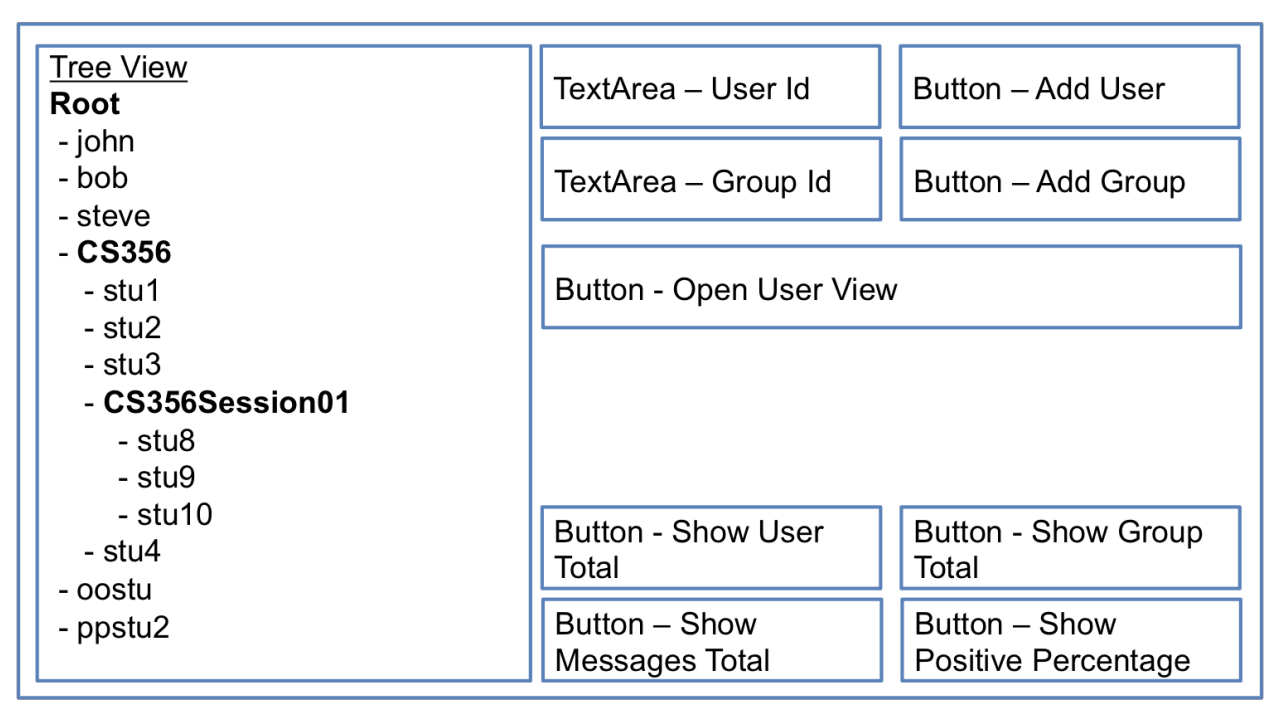 Tree View
Root
- john
- bob
- steve
- CS356
- stu1
- stu2
- stu3
- CS356Session01
- stu8
- stu9
- stu10
- stu4
- oostu
- ppstu2
TextArea – User Id
Button – Add User
TextArea – Group Id
Button – Add Group
Button - Open User View
Button - Show User
Total
Button - Show Group
Total
Button – Show
Messages Total
Button – Show
Positive Percentage